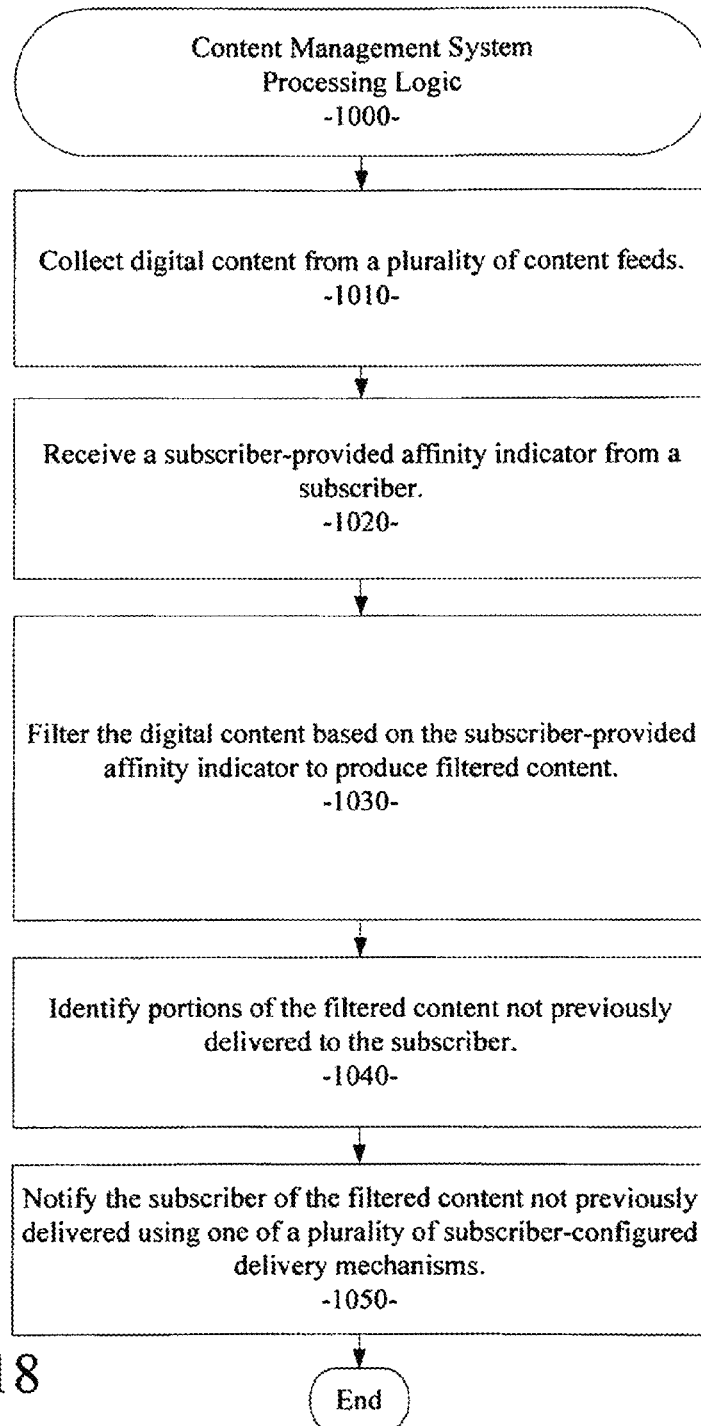 Content Management System
Processing Logic
-1000-
Collect digital content from a plurality of content feeds.
-1010-
Receive a subscriber-provided affinity indicator from a
subscriber.
-1020-
Filter the digital content based on the subscriber-provided
affinity indicator to produce filtered content.
-1030-
Identify portions of the filtered content not previously
delivered to the subscriber.
-1040-
Notify the subscriber of the filtered content not previously
delivered using one of a plurality of subscriber-configured
delivery mechanisms.
-1050-
18
End